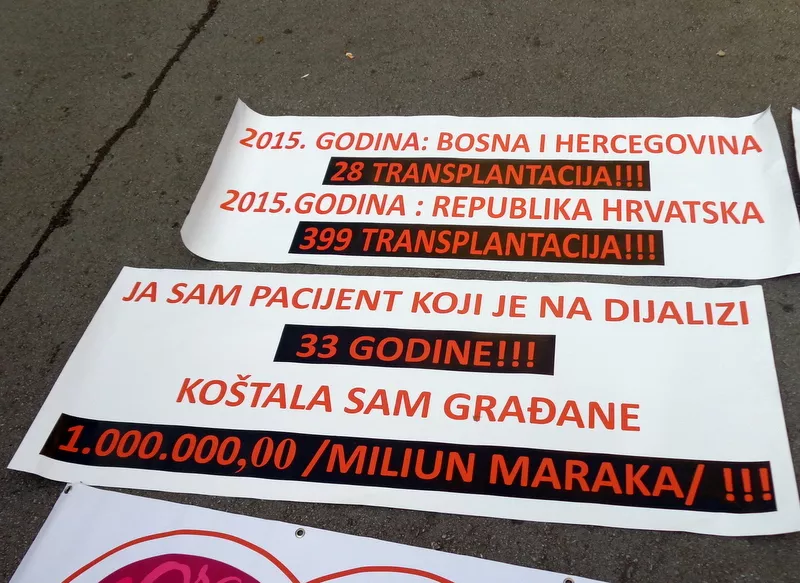 2015. GODINA: BOSNA I HERCEGOVINA
28 TRANSPLANTACIJA!!!
2015.GODINA : REPUBLIKA HRVATSKA
399 TRANSPLANTACIJA!!!
JA SAM PACIJENT KOJI JE NA DIJALIZI
33 GODINE!!!
KOŠTALA SAM GRAĐANE
1.000.000,00 /MILIUN MARAKA/ !!!